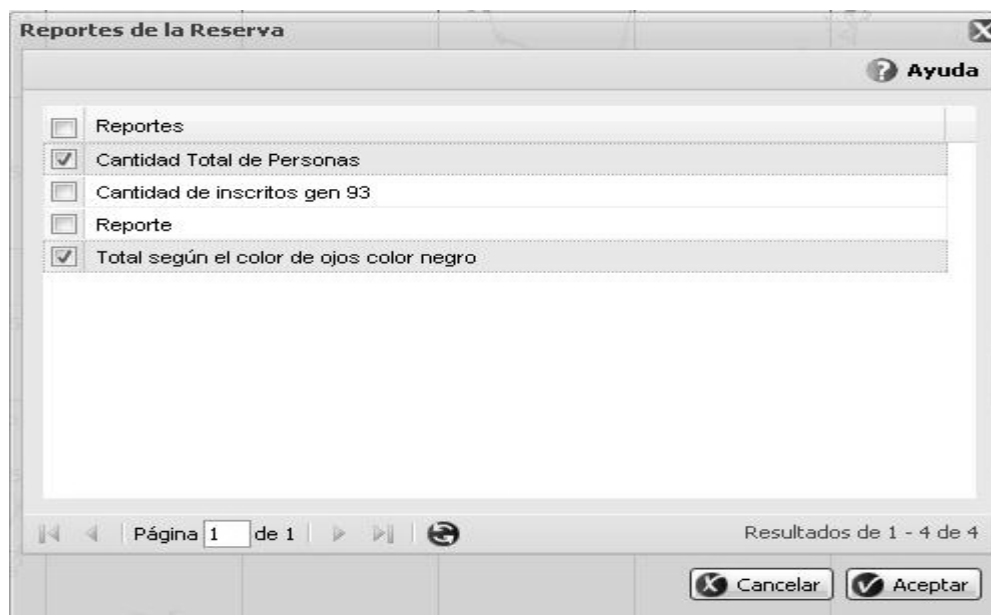 Reportes de la Reserva
Ayuda
Reportes
Cantidad Total de Personas
Cantidad de inscritos gen 93
Reporte
Total según el color de ojos color negro
Página 1 de 1
Resultados de 1 - 4 de 4
Cancelar
Aceptar